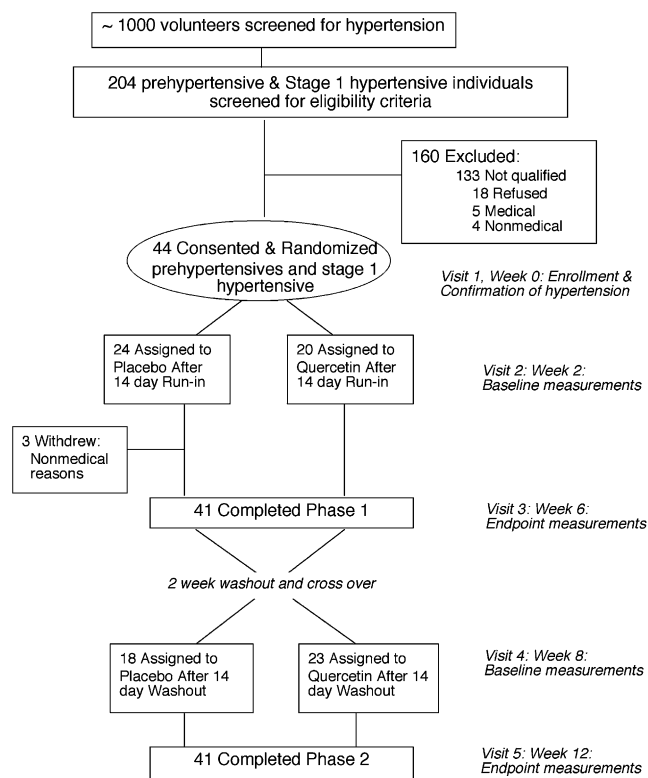 ~ 1000 volunteers screened for hypertension
204 prehypertensive & Stage 1 hypertensive individuals
screened for eligibility criteria
160 Excluded:
133 Not qualified
18 Refused
5 Medical
4 Nonmedical
44 Consented & Randomized
prehypertensives and stage 1
hypertensive
Visit 1, Week 0: Enrollment &
Confirmation of hypertension
24 Assigned to
Placebo After
14 day Run-in
20 Assigned to
Quercetin After
14 day Run-in
Visit 2: Week 2:
Baseline measurements
3 Withdrew:
Nonmedical
reasons
41 Completed Phase 1
Visit 3: Week 6:
Endpoint measurements
2 week washout and cross over
18 Assigned to
Placebo After 14
day Washout
23 Assigned to
Quercetin After 14
day Washout
Visit 4: Week 8:
Baseline measurements
41 Completed Phase 2
Visit 5: Week 12:
Endpoint measurements